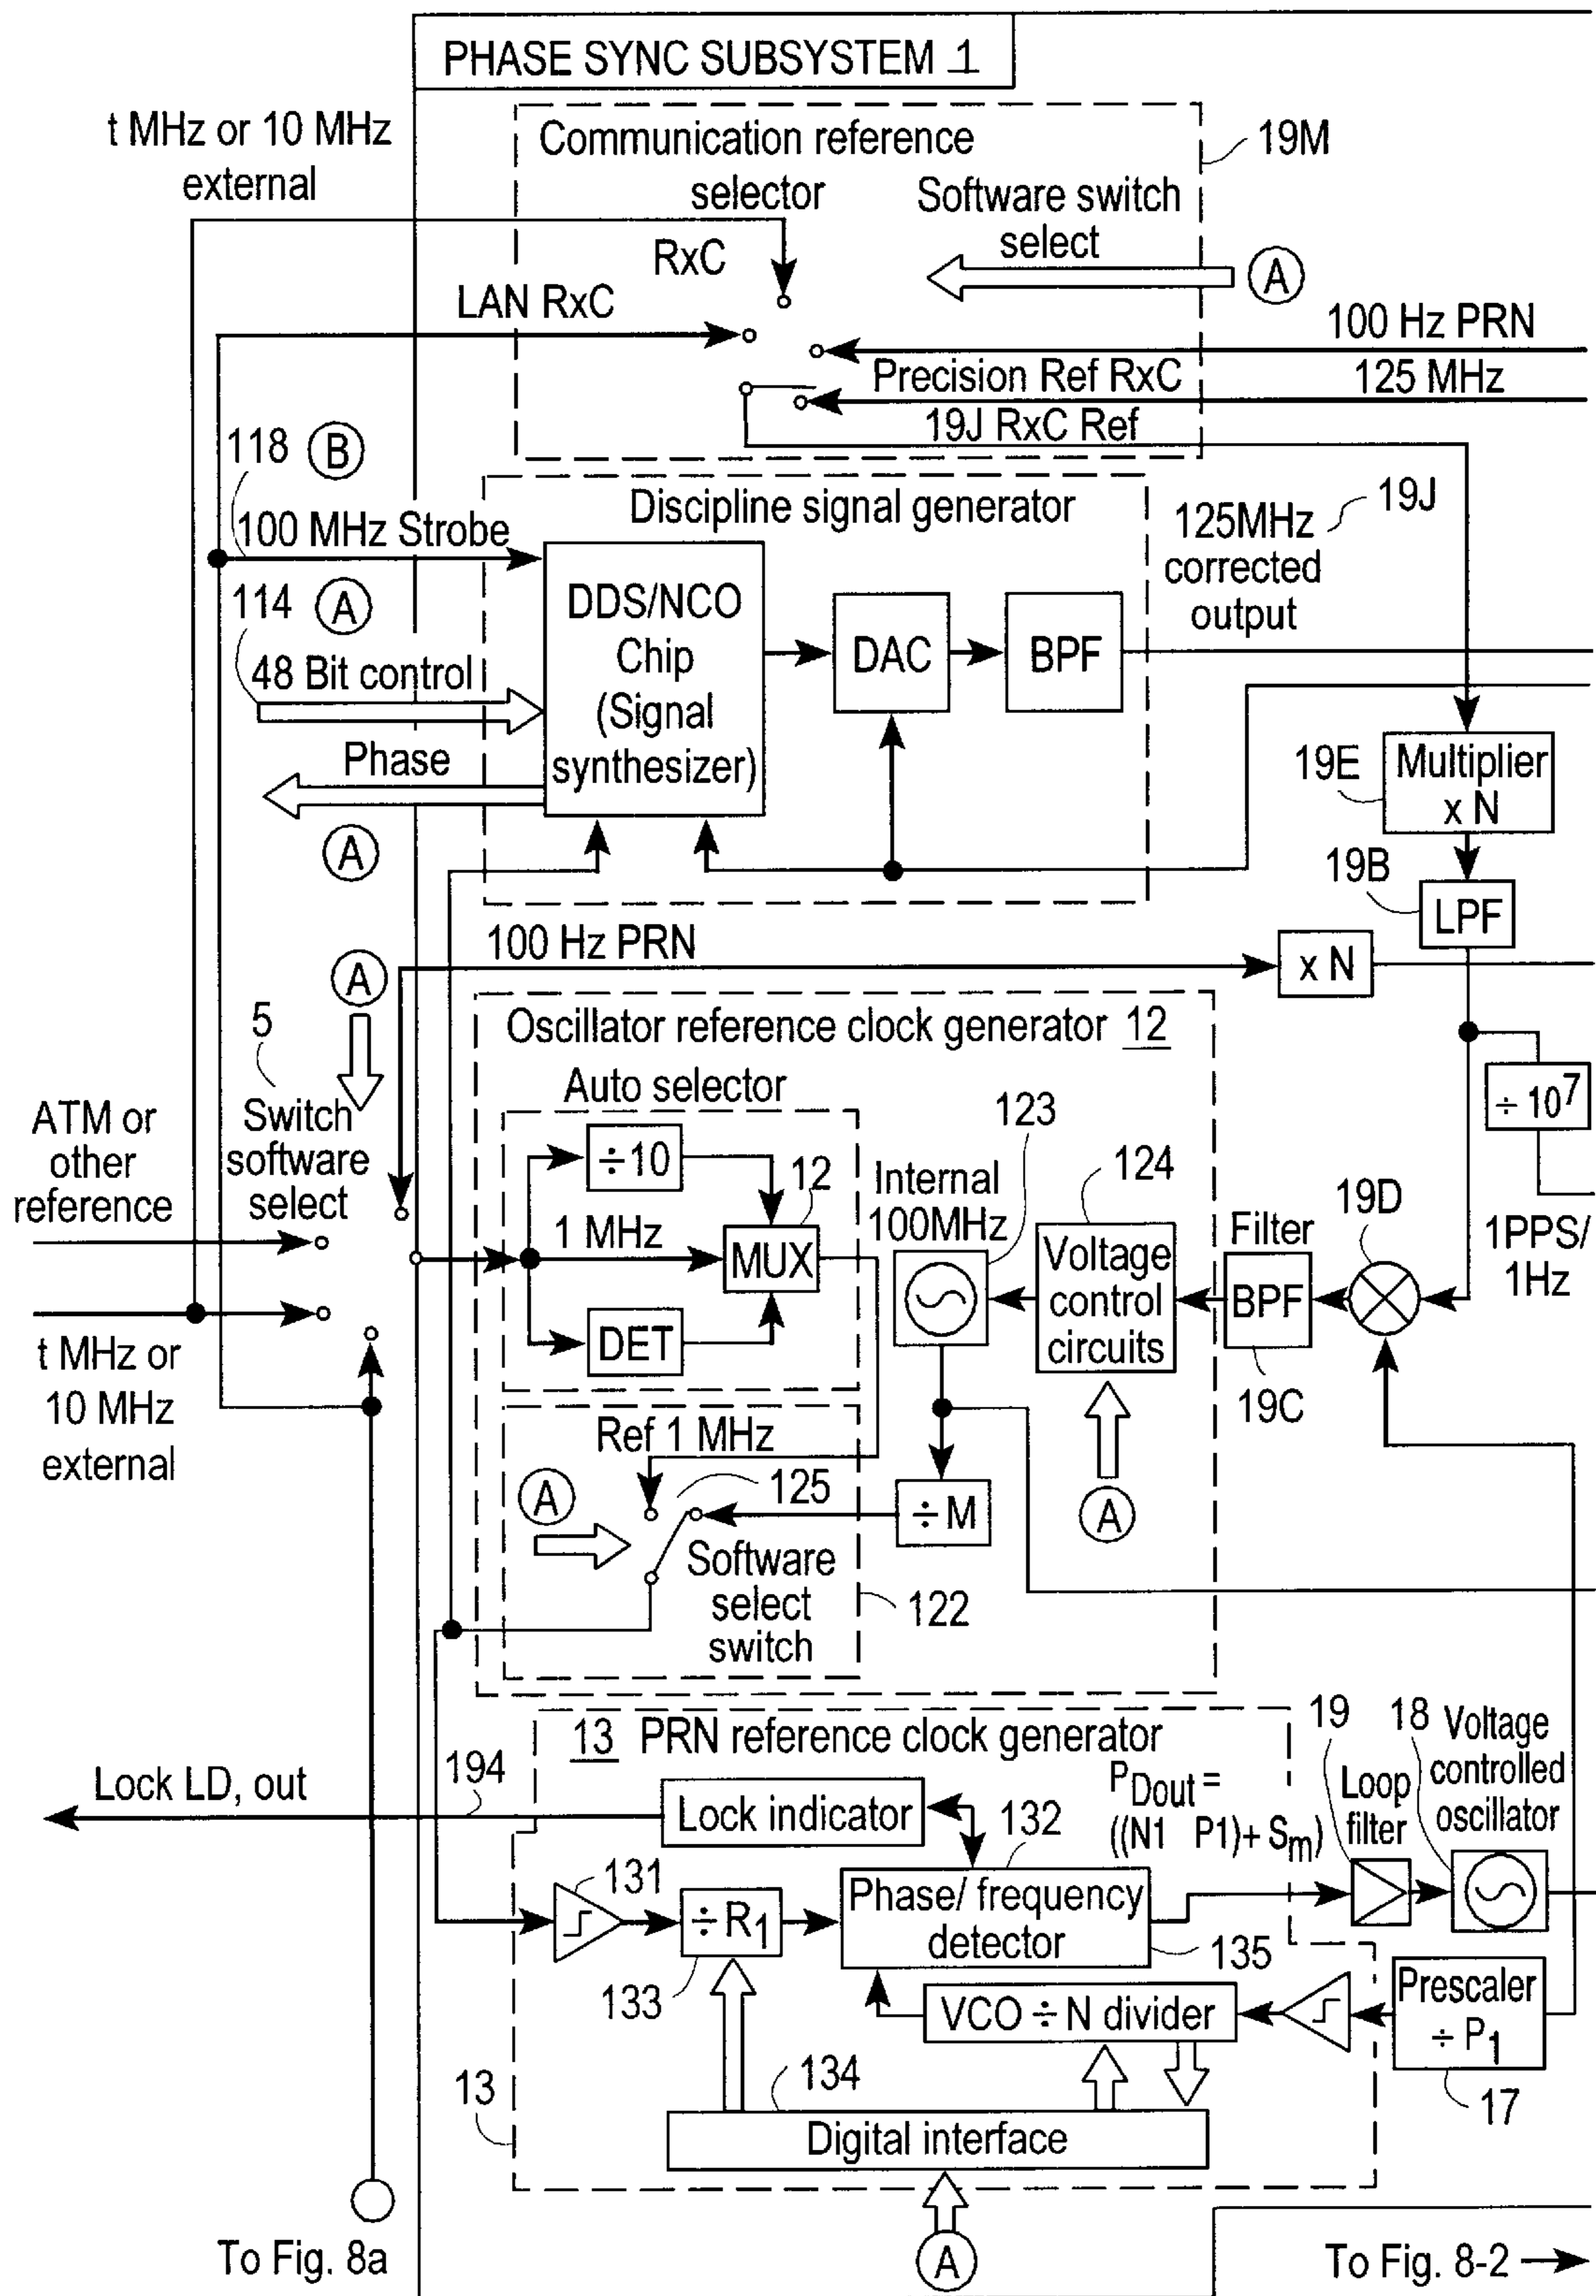 PHASE SYNC SUBSYSTEM 1
t MHz or 10 MHz
external
Communication reference
selector
19M
Software switch
select
A
RxC
LAN RxC
100 Hz PRN
Precision Ref RxC
125 MHz
19J RxC Ref
118
B
100 MHz Strobe
Discipline signal generator
125MHz
corrected
output
19J
114
A
48 Bit control
Phase
A
DDS/NCO
Chip
(Signal
synthesizer)
DAC
BPF
19E
Multiplier
x N
19B
LPF
100 Hz PRN
x N
A
5
Switch
software
select
ATM or
other
reference
t MHz or
10 MHz
external
Oscillator reference clock generator 12
Auto selector
÷10
12
1 MHz
MUX
DET
Internal
100MHz
123
124
Voltage
control
circuits
Filter
BPF
19C
19D
÷ 10⁷
1PPS/
1Hz
Ref 1 MHz
A
125
÷ M
A
Software
select
switch
122
13 PRN reference clock generator
Lock LD, out
194
Lock indicator
132
PDout =
((N1 P1)+ Sm)
19
Loop
filter
18
Voltage
controlled
oscillator
131
÷ R1
133
Phase/ frequency
detector
135
VCO ÷ N divider
Prescaler
÷ P1
17
13
134
Digital interface
A
To Fig. 8a
To Fig. 8-2